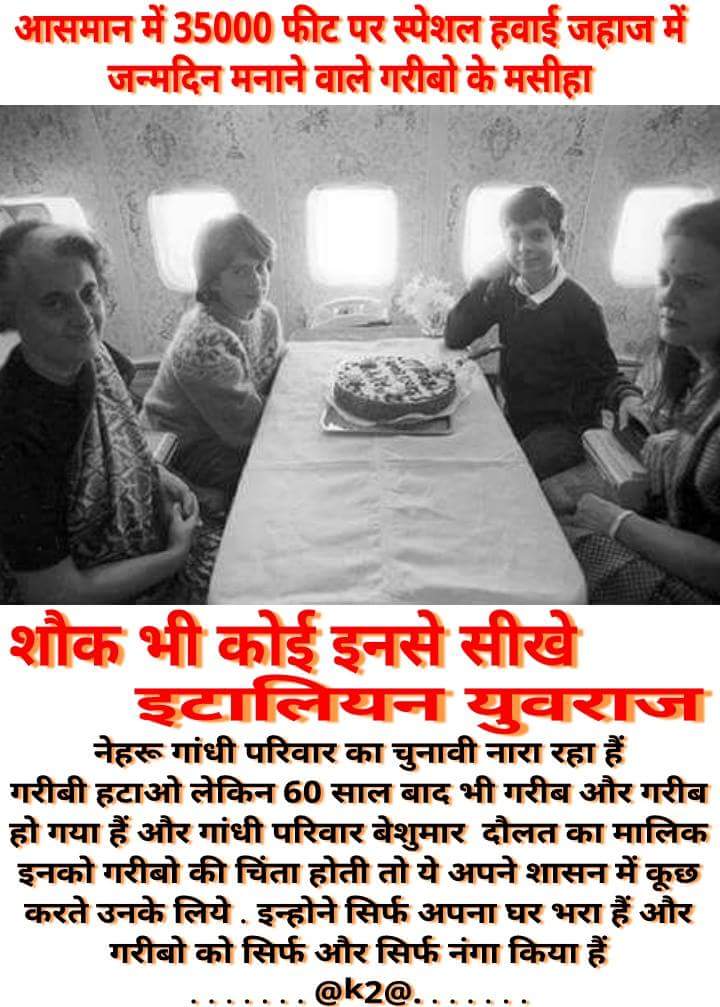 आसमान में 35000 फीट पर स्पेशल हवाई जहाज में
जन्मदिन मनाने वाले गरीबो के मसीहा
शौक भी कोई इनसे सीखे
इटालियन युवराज
नेहरू गांधी परिवार का चुनावी नारा रहा हैं
गरीबी हटाओ लेकिन 60 साल बाद भी गरीब और गरीब
हो गया हैं और गांधी परिवार बेशुमार दौलत का मालिक
इनको गरीबो की चिंता होती तो ये अपने शासन में कूछ
करते उनके लिये . इन्होने सिर्फ अपना घर भरा हैं और
गरीबो को सिर्फ और सिर्फ नंगा किया हैं
. . . . . . . @k2@. . . . . . .